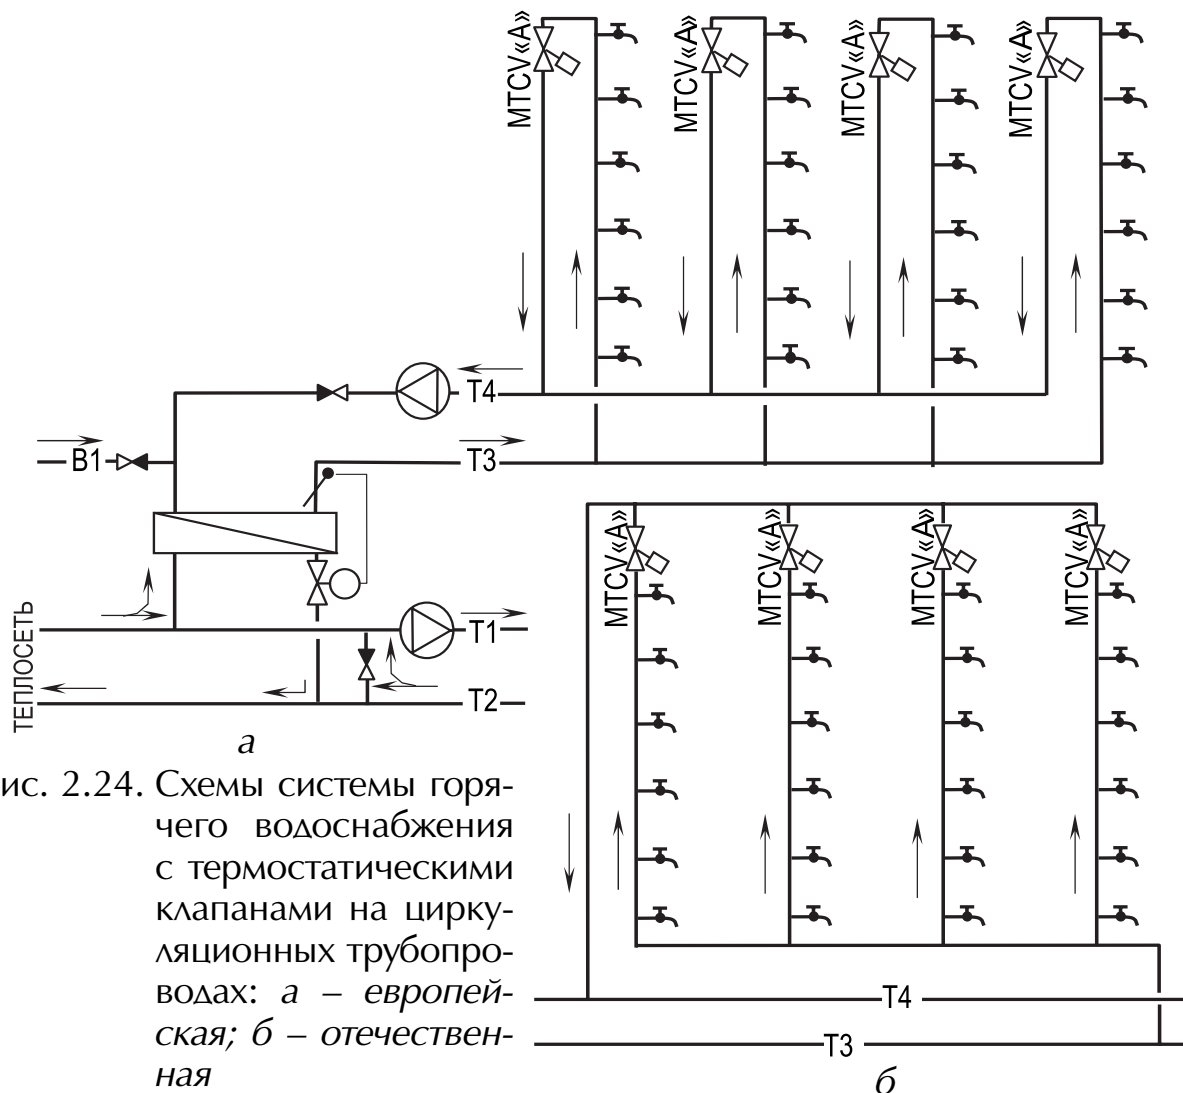 МТСV«А»
МТСV«А»
МТСV«А»
МТСV«А»
Т4
В1
Т3
МТСV«А»
МТСV«А»
МТСV«А»
МТСV«А»
ТЕПЛОСЕТЬ
Т1
Т2
а
ис. 2.24. Схемы системы горя-
чего водоснабжения
с термостатическими
клапанами на цирку-
ляционных трубопро-
водах: а – европей-
ская; б – отечествен-
ная
Т4
Т3
б